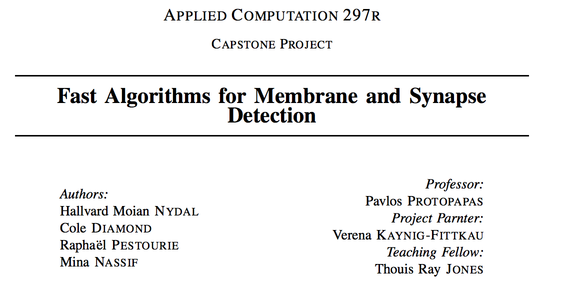 APPLIED COMPUTATION 297R
CAPSTONE PROJECT
Fast Algorithms for Membrane and Synapse
Detection
Authors:
Hallvard Moian NYDAL
Cole DIAMOND
Raphaël PESTOURIE
Mina NASSIF
Professor:
Pavlos PROTOPAPAS
Project Parnter:
Verena KAYNIG-FITTKAU
Teaching Fellow:
Thouis Ray JONES